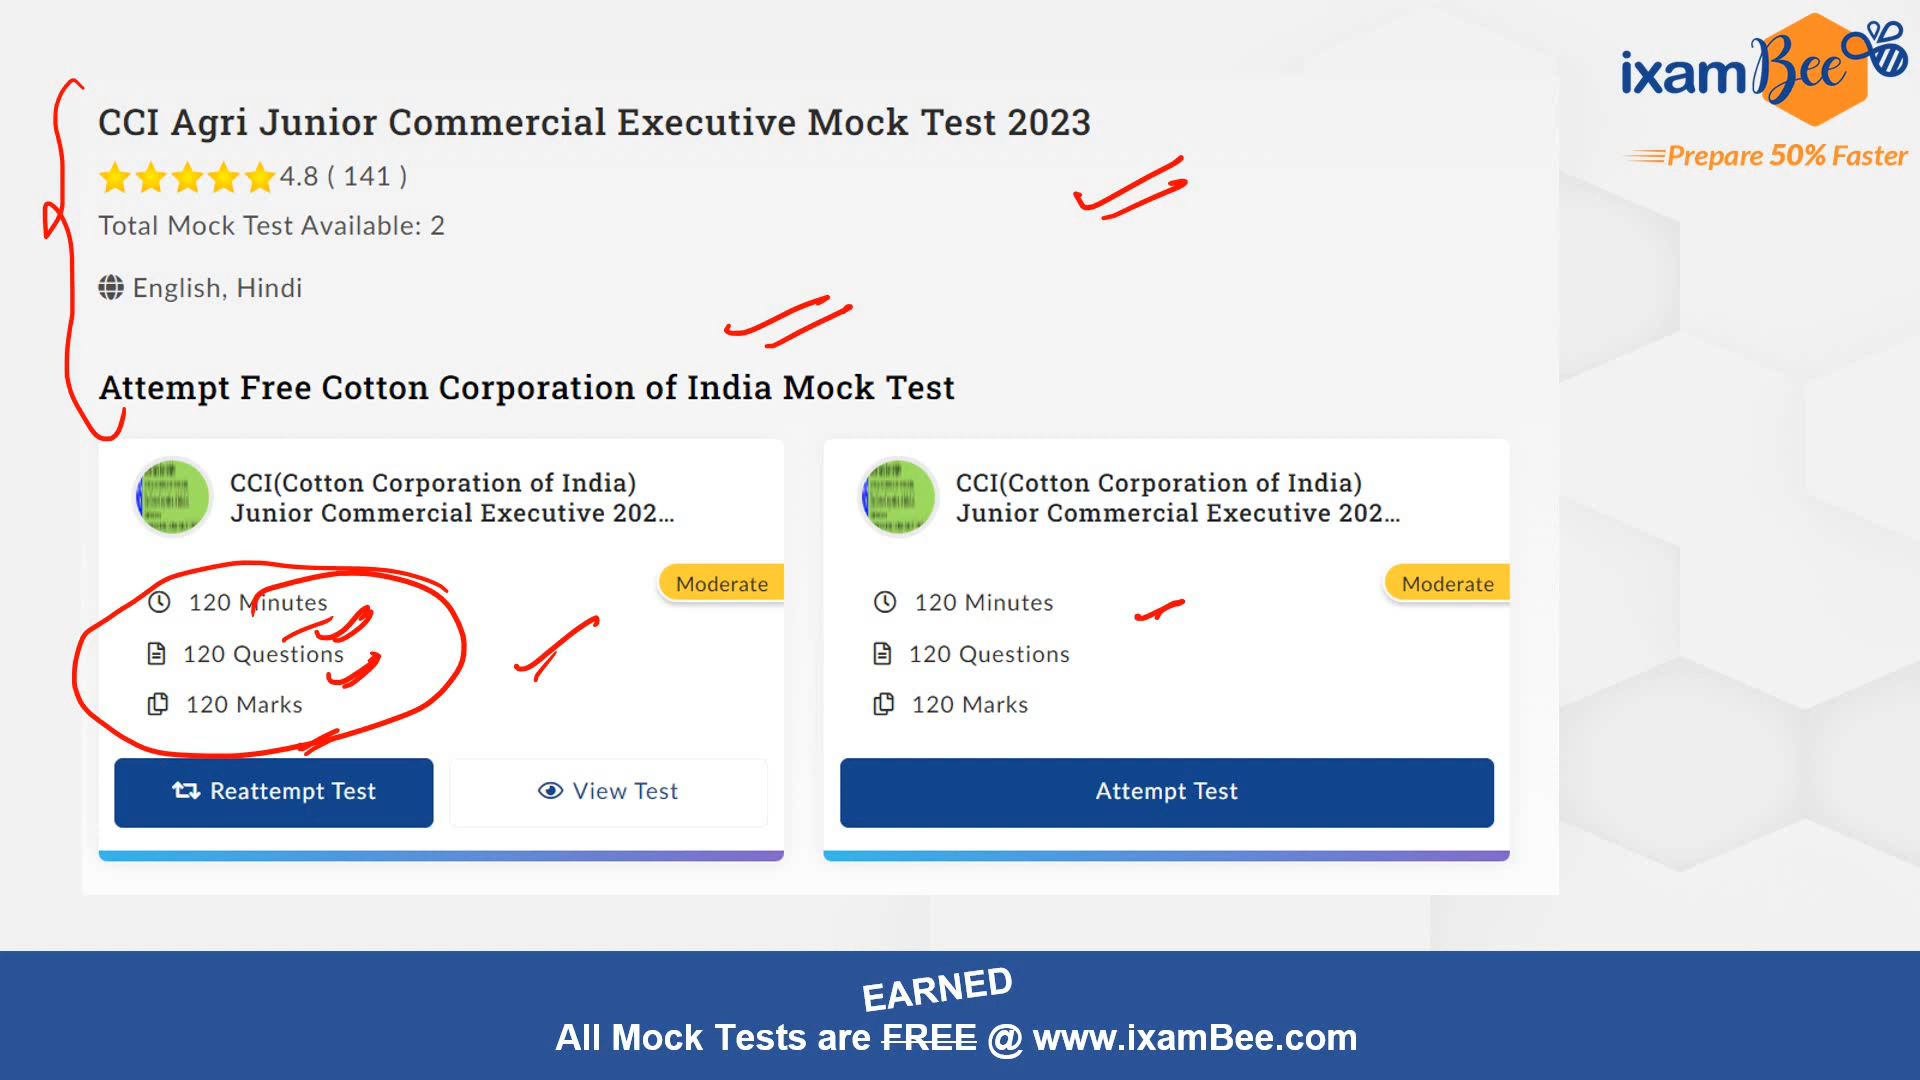 ixamBee
Prepare 50% Faster
CCI Agri Junior Commercial Executive Mock Test 2023
4.8 ( 141 )
Total Mock Test Available: 2
English, Hindi
Attempt Free Cotton Corporation of India Mock Test
CCI(Cotton Corporation of India)
Junior Commercial Executive 202...
Moderate
120 Minutes
120 Questions
120 Marks
Reattempt Test
View Test
CCI(Cotton Corporation of India)
Junior Commercial Executive 202...
Moderate
120 Minutes
120 Questions
120 Marks
Attempt Test
EARNED
All Mock Tests are FREE @ www.ixamBee.com